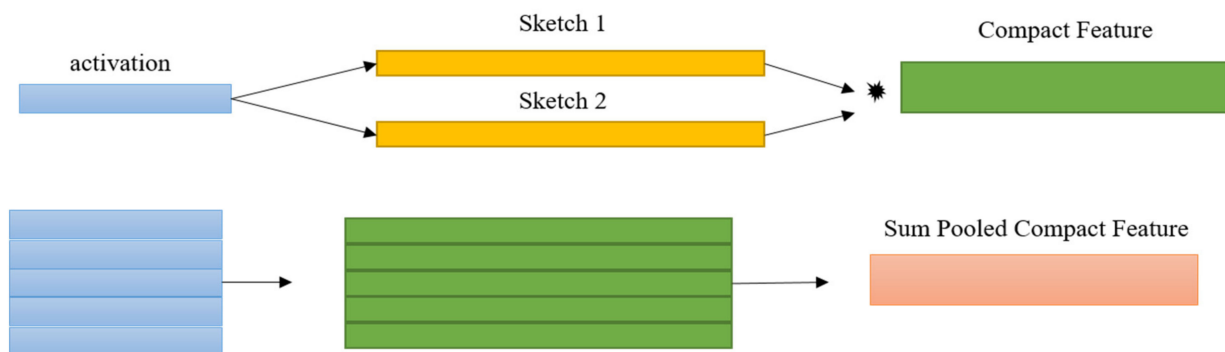 Sketch 1
Compact Feature
activation
Sketch 2
Sum Pooled Compact Feature